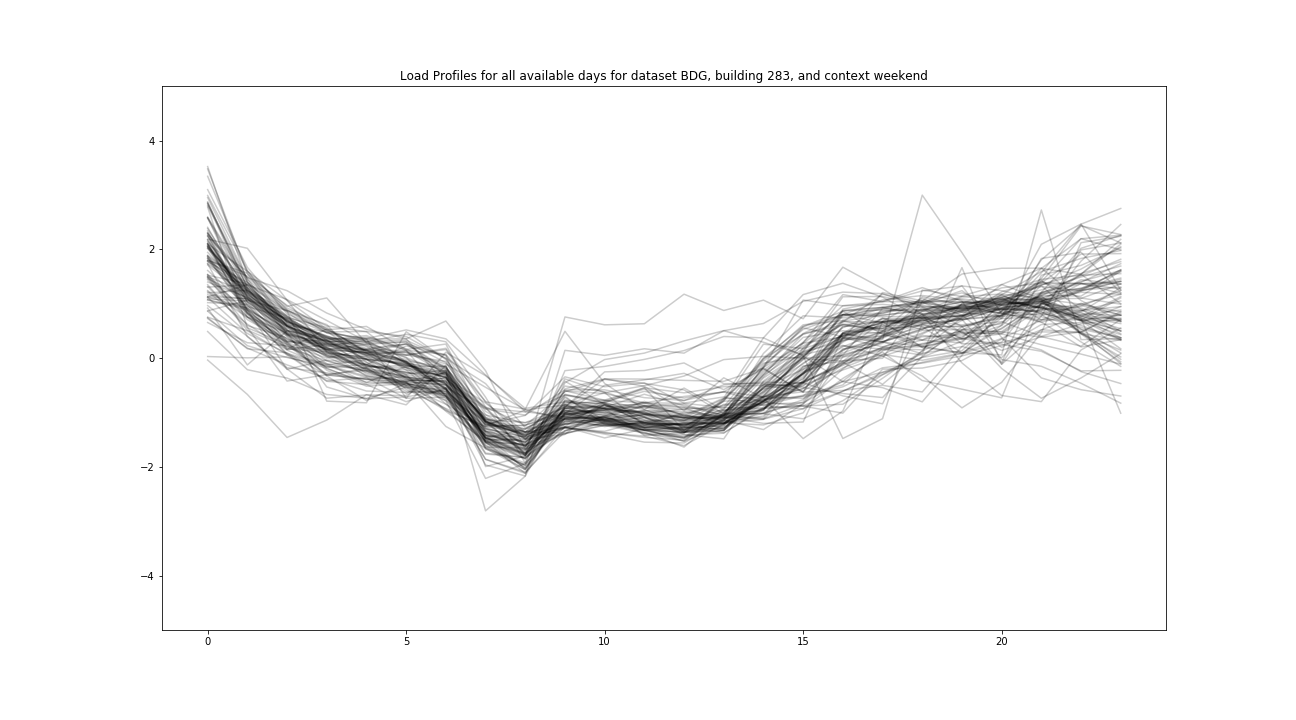 Load Profiles for all available days for dataset BDG, building 283, and context weekend
4
2
0
−2
−4
0 5 10 15 20